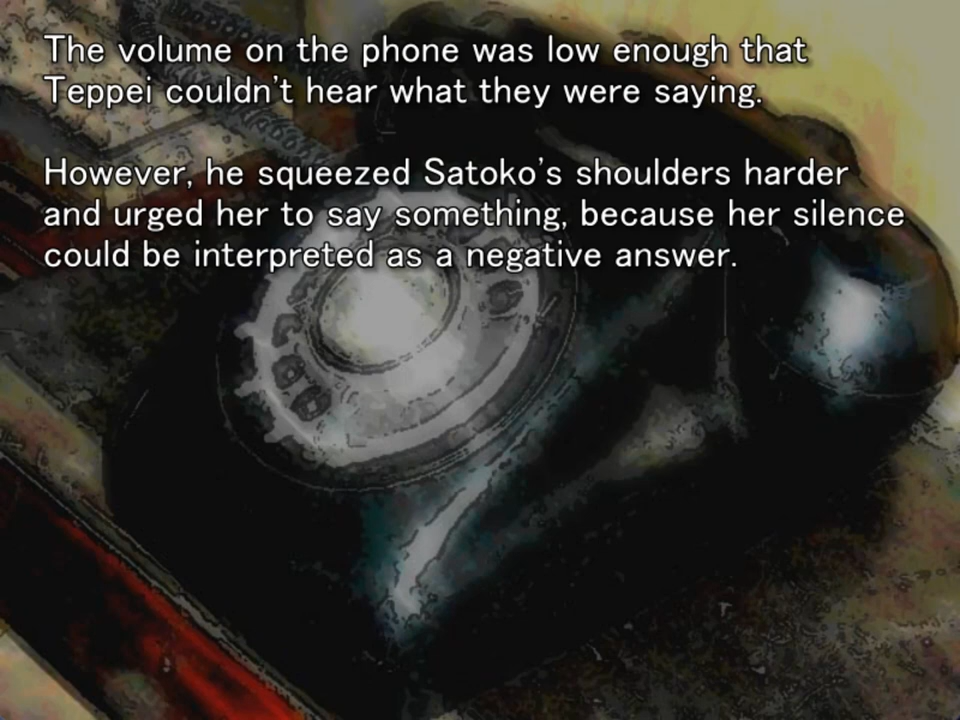 The volume on the phone was low enough that
Teppei couldn't hear what they were saying.
However, he squeezed Satoko's shoulders harder
and urged her to say something, because her silence
could be interpreted as a negative answer.